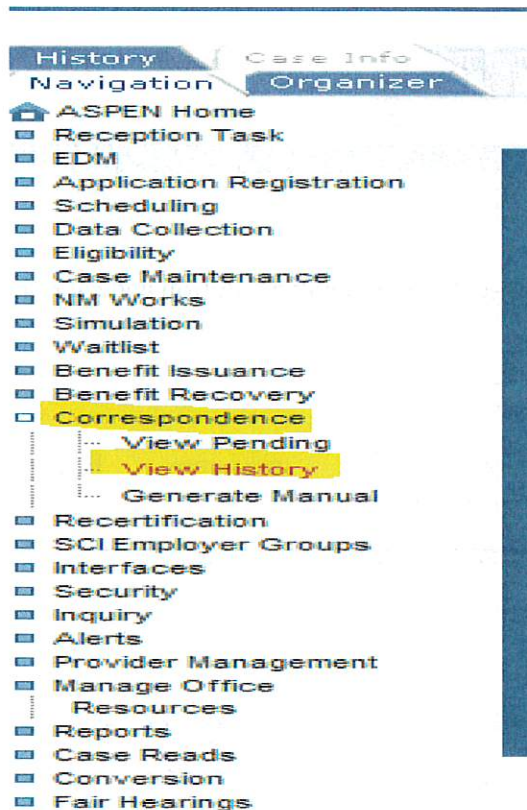 History Case Info
Navigation Organizer
ASPEN Home
Reception Task
EDM
Application Registration
Scheduling
Data Collection
Eligibility
Case Maintenance
NM Works
Simulation
Waitlist
Benefit Issuance
Benefit Recovery
Correspondence
View Pending
View History
Generate Manual
Recertification
SCI Employer Groups
Interfaces
Security
Inquiry
Alerts
Provider Management
Manage Office
Resources
Reports
Case Reads
Conversion
Fair Hearings